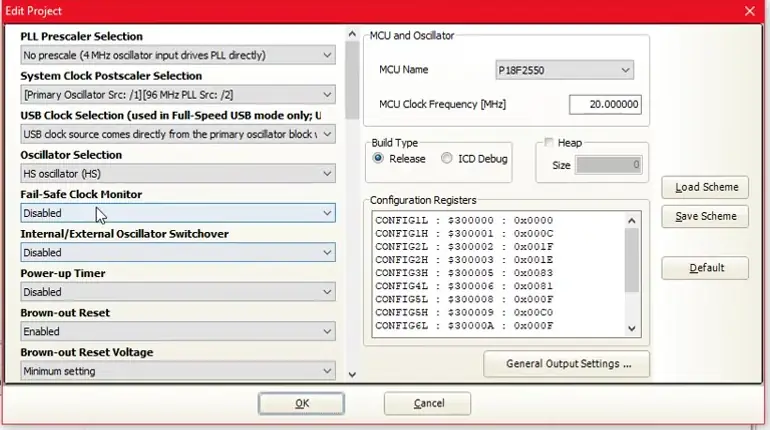 Edit Project
PLL Prescaler Selection
No prescale (4 MHz oscillator input drives PLL directly)
System Clock Postscaler Selection
[Primary Oscillator Src: /1][96 MHz PLL Src: /2]
USB Clock Selection (used in Full-Speed USB mode only; U
USB clock source comes directly from the primary oscillator block
Oscillator Selection
HS oscillator (HS)
Fail-Safe Clock Monitor
Disabled
Internal/External Oscillator Switchover
Disabled
Power-up Timer
Disabled
Brown-out Reset
Enabled
Brown-out Reset Voltage
Minimum setting
MCU and Oscillator
MCU Name
P18F2550
MCU Clock Frequency [MHz]
20.000000
Build Type
Release
ICD Debug
Heap
Size
0
Configuration Registers
CONFIG1L : $300000 : 0x0000
CONFIG1H : $300001 : 0x000C
CONFIG2L : $300002 : 0x001F
CONFIG2H : $300003 : 0x001E
CONFIG3H : $300005 : 0x0083
CONFIG4L : $300006 : 0x0081
CONFIG5L : $300008 : 0x000F
CONFIG5H : $300009 : 0x00C0
CONFIG6L : $30000A : 0x000F
Load Scheme
Save Scheme
Default
General Output Settings ...
OK
Cancel